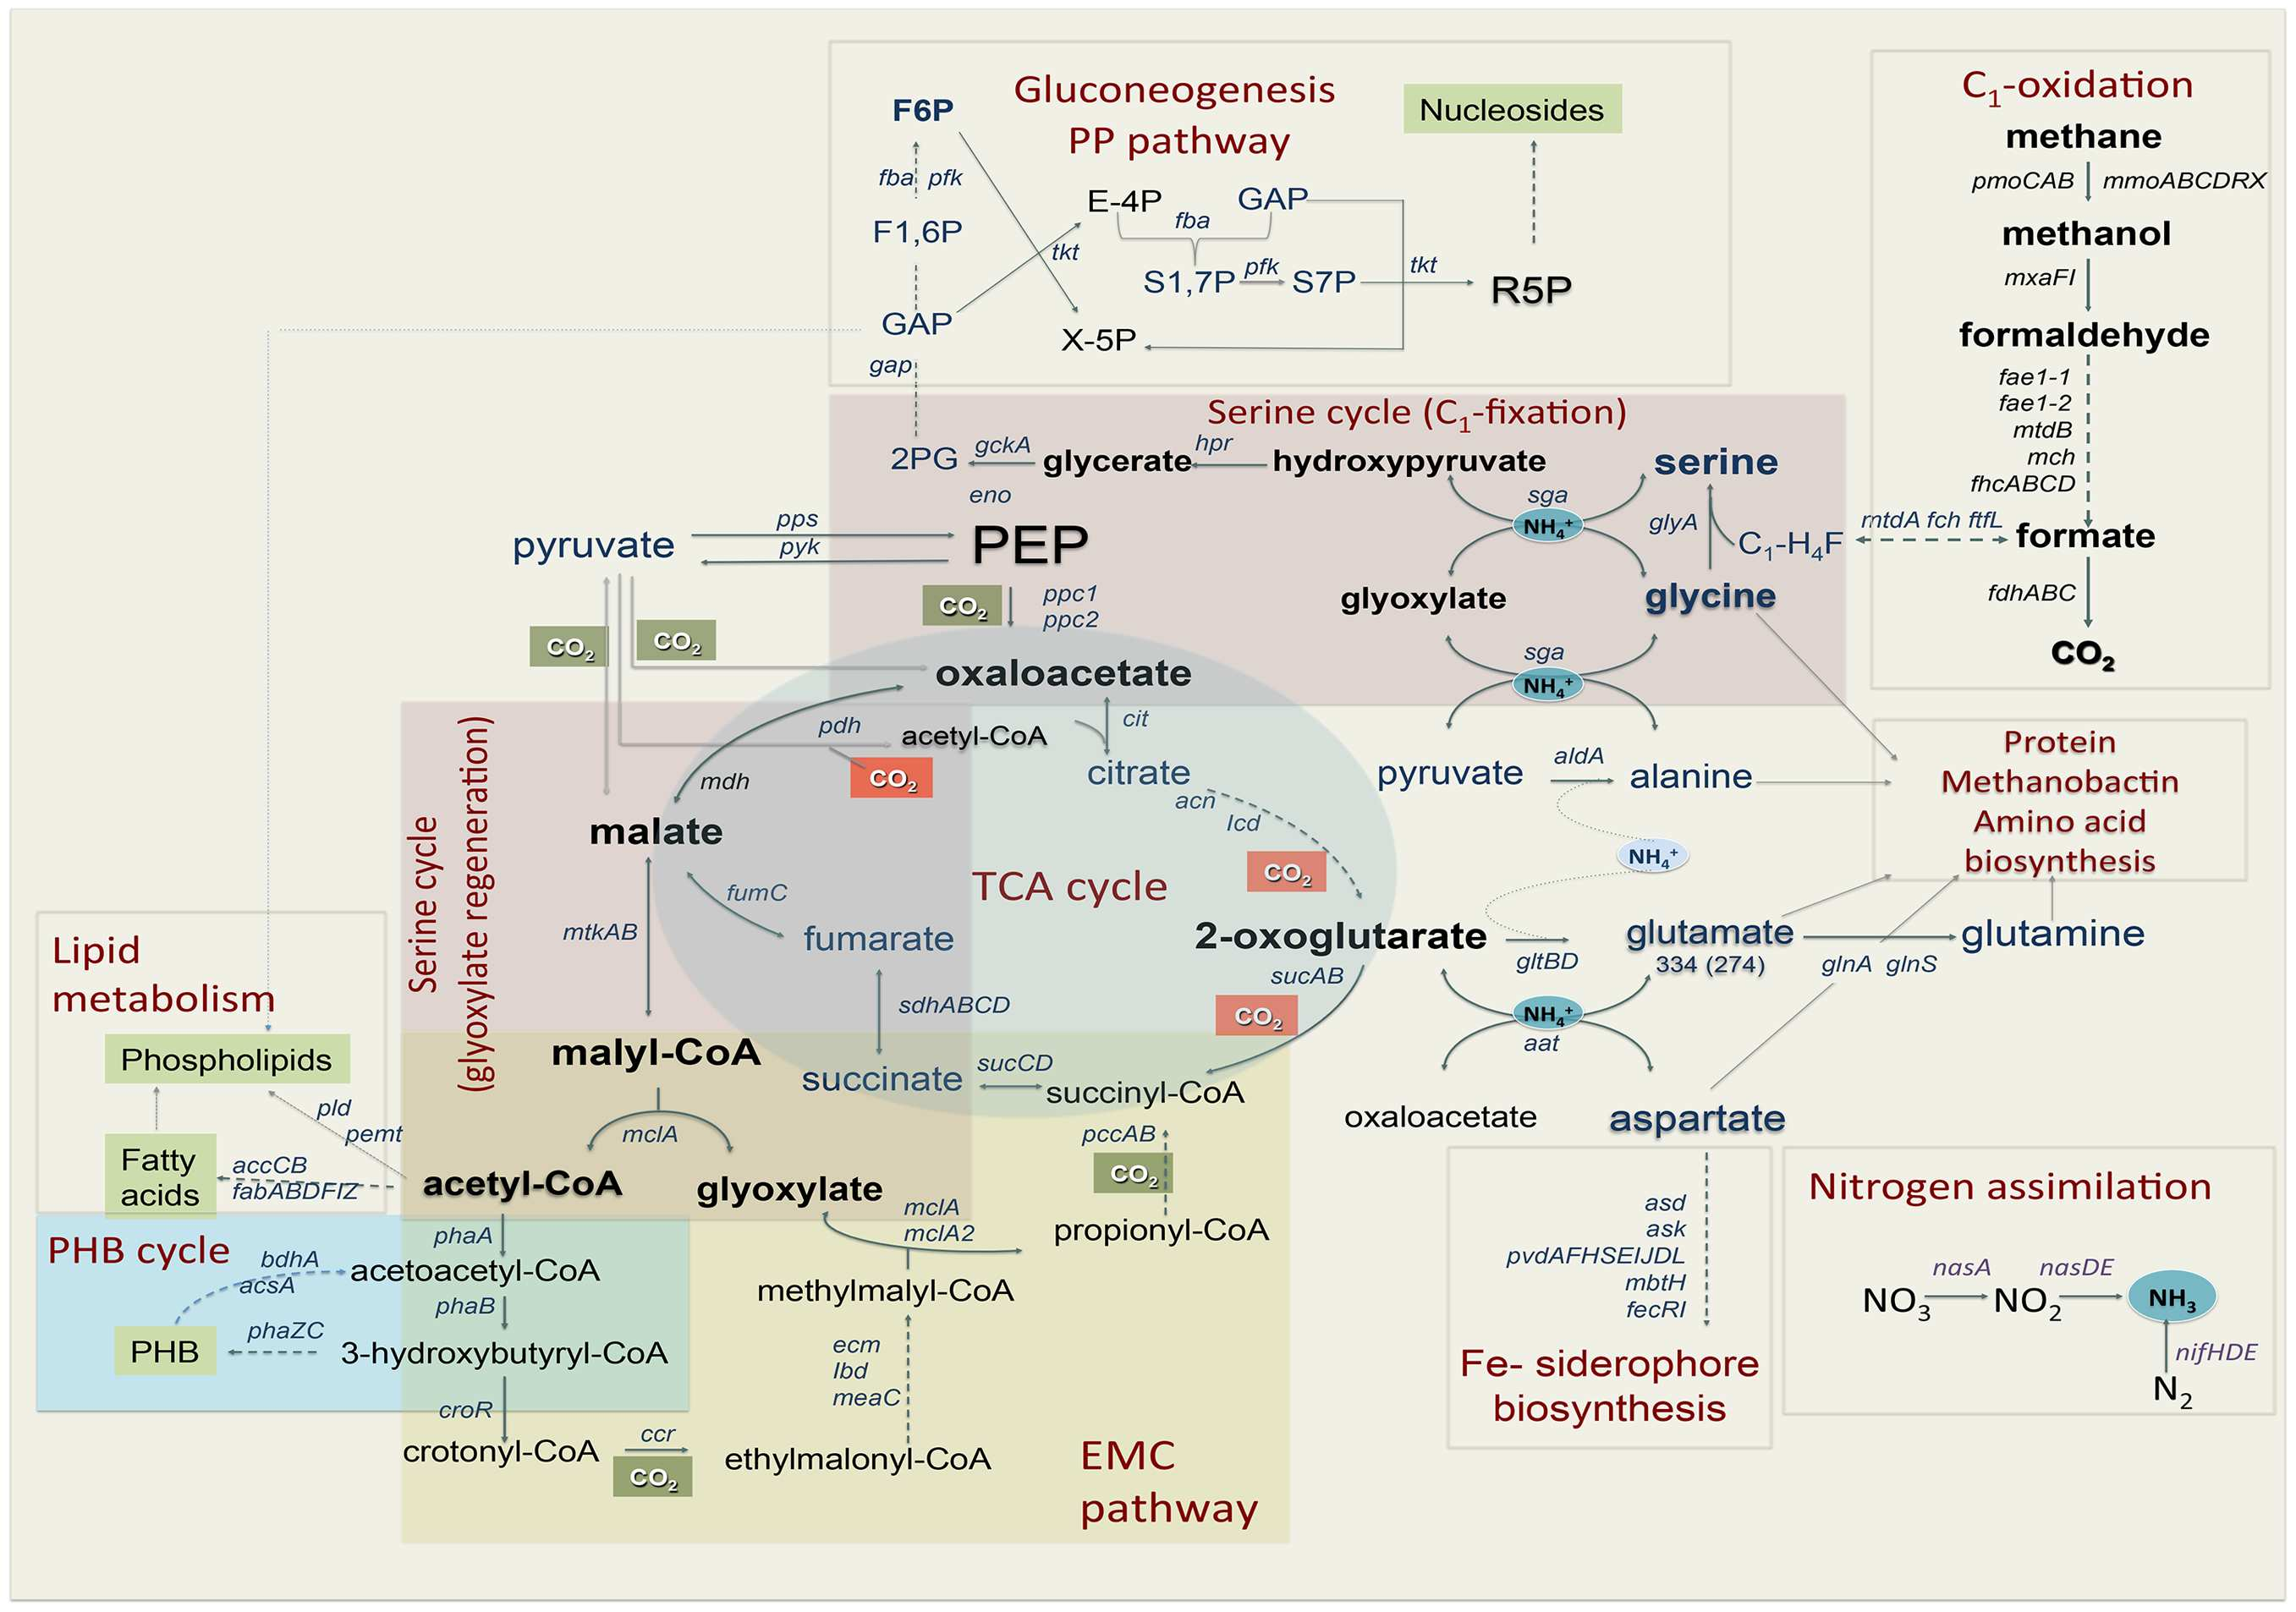 Gluconeogenesis
PP pathway
F6P
fba pfk
F1,6P
GAP
gap
E-4P
GAP
fba
tkt
S1,7P
pfk
S7P
tkt
R5P
X-5P
Nucleosides
C₁-oxidation
methane
pmoCAB
mmoABCDRX
methanol
mxaFI
formaldehyde
fae1-1
fae1-2
mtdB
mch
fhcABCD
mtdA fch ftfL
formate
fdhABC
CO₂
Serine cycle (C₁-fixation)
2PG
gckA
glycerate
hpr
hydroxypyruvate
serine
eno
sga
NH₄⁺
glyA
C₁-H₄F
pyruvate
pps
pyk
PEP
CO₂
ppc1
ppc2
glyoxylate
glycine
CO₂
CO₂
oxaloacetate
sga
NH₄⁺
pdh
acetyl-CoA
cit
CO₂
citrate
mdh
acn
lcd
CO₂
pyruvate
aldA
alanine
NH₄⁺
Protein
Methanobactin
Amino acid
biosynthesis
Serine cycle
(glyoxylate regeneration)
malate
TCA cycle
fumC
mtkAB
fumarate
2-oxoglutarate
gltBD
glutamate
334 (274)
glnA glnS
glutamine
sucAB
CO₂
sdhABCD
NH₄⁺
aat
malyl-CoA
succinate
sucCD
succinyl-CoA
oxaloacetate
aspartate
Lipid
metabolism
Phospholipids
pld
pemt
Fatty
acids
accCB
fabABDFIZ
mclA
acetyl-CoA
glyoxylate
pccAB
CO₂
propionyl-CoA
mclA
mclA2
PHB cycle
bdhA
acsA
phaA
acetoacetyl-CoA
phaB
PHB
phaZC
3-hydroxybutyryl-CoA
methylmalyl-CoA
ecm
lbd
meaC
croR
crotonyl-CoA
ccr
CO₂
ethylmalonyl-CoA
EMC
pathway
asd
ask
pvdAFHSEIJDL
mbtH
fecRI
Fe- siderophore
biosynthesis
Nitrogen assimilation
NO₃
nasA
NO₂
nasDE
NH₃
nifHDE
N₂